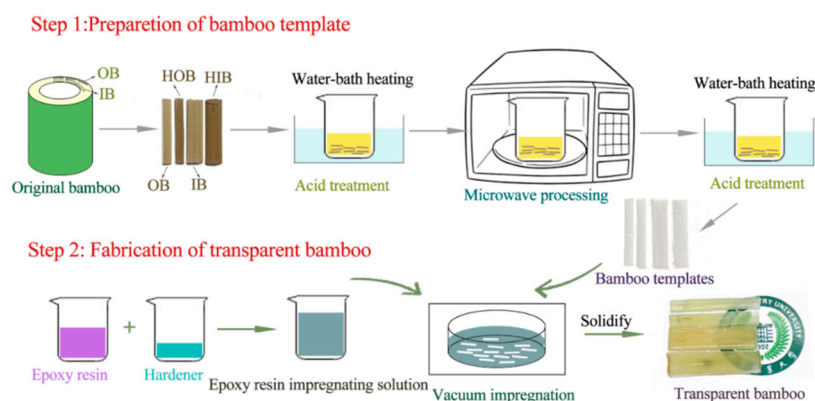 Step 1:Preparetion of bamboo template
OB
IB
Original bamboo
HOB HIB
OB IB
Water-bath heating
Acid treatment
Microwave processing
Water-bath heating
Acid treatment
Bamboo templates
Step 2: Fabrication of transparent bamboo
Epoxy resin
+
Hardener
Epoxy resin impregnating solution
Vacuum impregnation
Solidify
Transparent bamboo